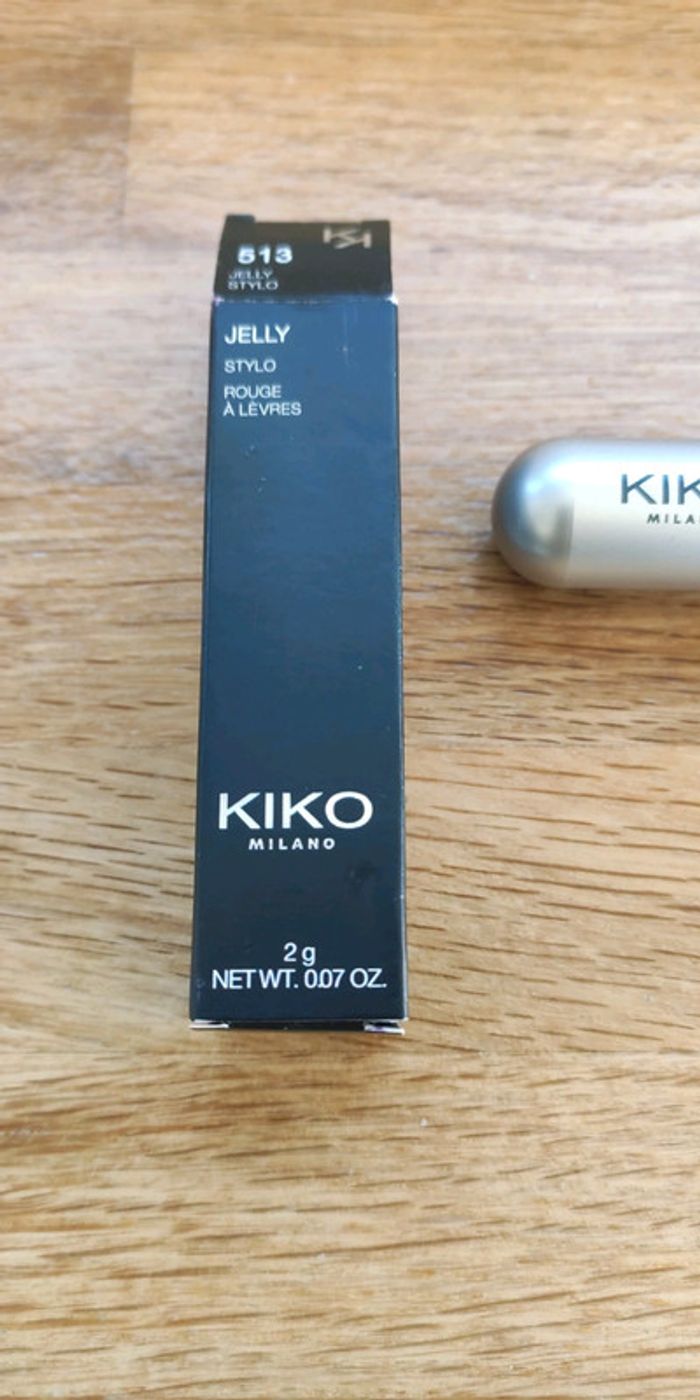 513
JELLY
STYLO
JELLY
STYLO
ROUGE
À LÈVRES
KIKO
MILANO
2 g
NET WT. 0.07 OZ.
KIK
MILA